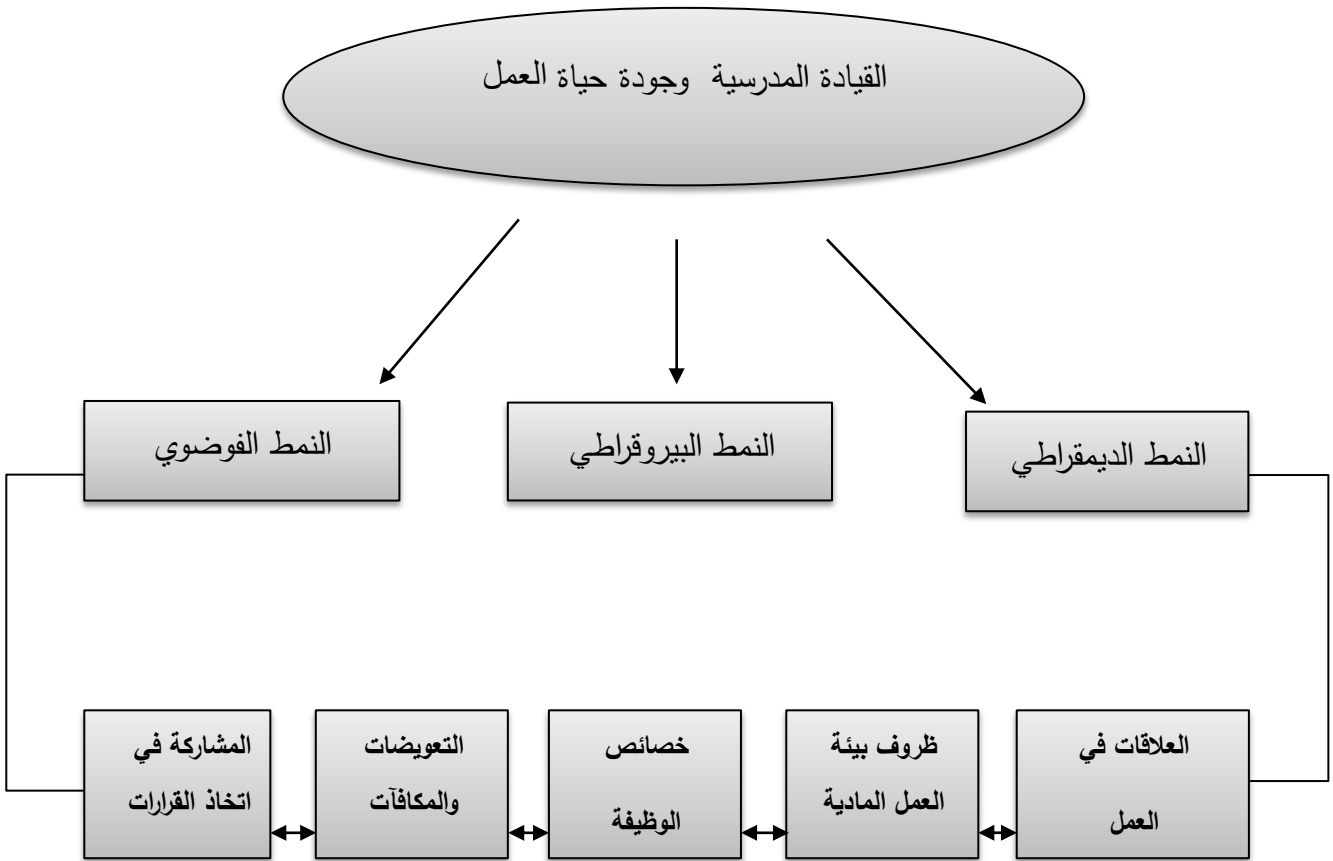 القيادة المدرسية وجودة حياة العمل
النمط الديمقراطي
النمط البيروقراطي
النمط الفوضوي
العلاقات في
العمل
ظروف بيئة
العمل المادية
خصائص
الوظيفة
التعويضات
والمكافآت
المشاركة في
اتخاذ القرارات